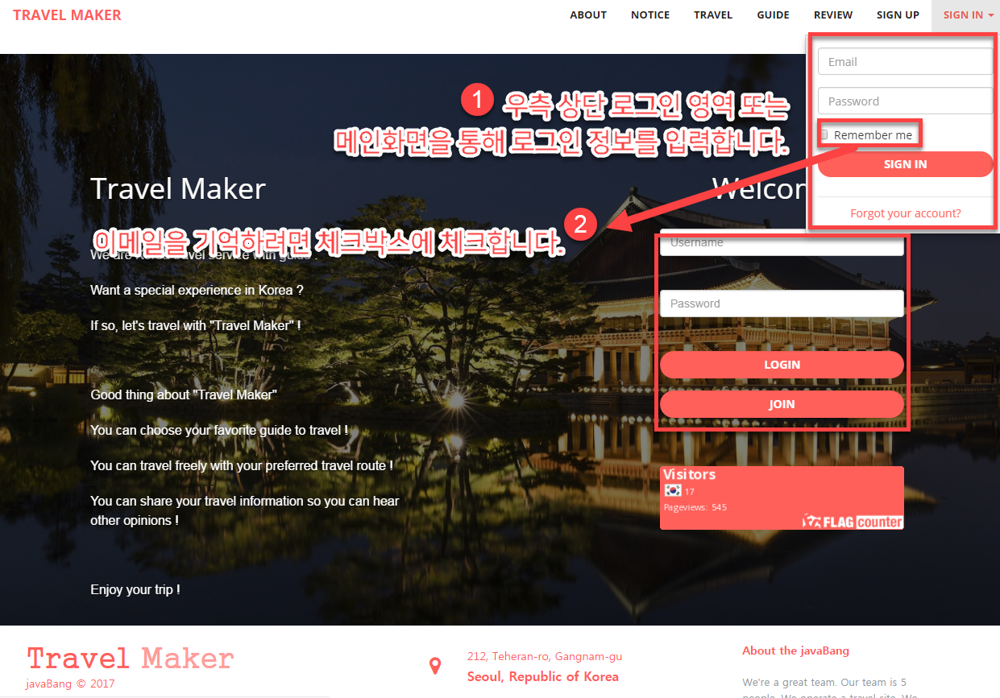 TRAVEL MAKER
ABOUT NOTICE TRAVEL GUIDE REVIEW SIGN UP SIGN IN
Email
Password
Remember me
SIGN IN
Forgot your account?
1 우측 상단 로그인 영역 또는
메인화면을 통해 로그인 정보를 입력합니다.
Travel Maker
Welcom
2
이메일을 기억하려면 체크박스에 체크합니다.
We are Korea travel service with guide .
Want a special experience in Korea ?
If so, let's travel with "Travel Maker" !
Good thing about "Travel Maker"
You can choose your favorite guide to travel !
You can travel freely with your preferred travel route !
You can share your travel information so you can hear
other opinions !
Enjoy your trip !
Username
Password
LOGIN
JOIN
Visitors
17
Pageviews: 545
FLAG counter
Travel Maker
javaBang © 2017
212, Teheran-ro, Gangnam-gu
Seoul, Republic of Korea
About the javaBang
We're a great team. Our team is 5
people. We operate a travel site. We